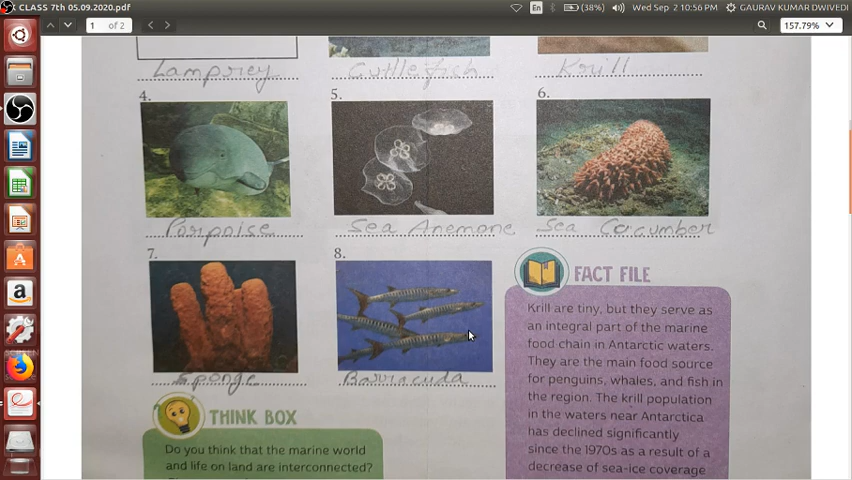 CLASS 7th 05.09.2020.pdf
En
(38%)
Wed Sep 2 10:56 PM
GAURAV KUMAR DWIVEDI
1 of 2
157.79%
Lamprey
Cuttlefish
Krill
4.
5.
6.
Porpoise
Sea Anemone
Sea Cucumber
7.
8.
Sponge
Barracuda
FACT FILE
Krill are tiny, but they serve as
an integral part of the marine
food chain in Antarctic waters.
They are the main food source
for penguins, whales, and fish in
the region. The krill population
in the waters near Antarctica
has declined significantly
since the 1970s as a result of a
decrease of sea-ice coverage
THINK BOX
Do you think that the marine world
and life on land are interconnected?